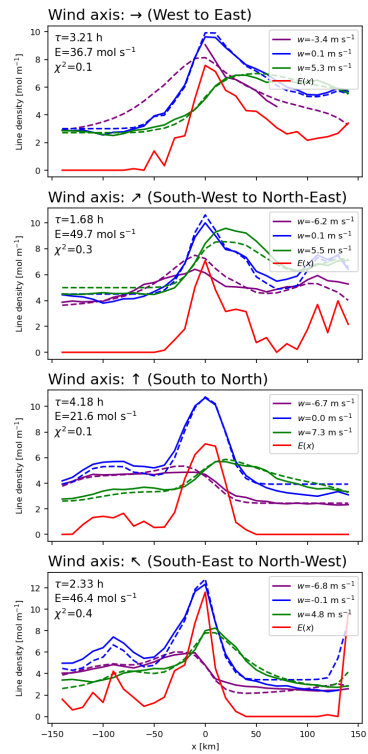 Wind axis: → (West to East)
τ=3.21 h
E=36.7 mol s⁻¹
χ²=0.1
w=-3.4 m s⁻¹
w=0.1 m s⁻¹
w=5.3 m s⁻¹
E(x)
Line density [mol m⁻¹]
10
8
6
4
2
0
Wind axis: ↗ (South-West to North-East)
τ=1.68 h
E=49.7 mol s⁻¹
χ²=0.3
w=-6.2 m s⁻¹
w=0.1 m s⁻¹
w=5.5 m s⁻¹
E(x)
Line density [mol m⁻¹]
10
8
6
4
2
0
Wind axis: ↑ (South to North)
τ=4.18 h
E=21.6 mol s⁻¹
χ²=0.1
w=-6.7 m s⁻¹
w=0.0 m s⁻¹
w=7.3 m s⁻¹
E(x)
Line density [mol m⁻¹]
10
8
6
4
2
0
Wind axis: ↖ (South-East to North-West)
τ=2.33 h
E=46.4 mol s⁻¹
χ²=0.4
w=-6.8 m s⁻¹
w=-0.1 m s⁻¹
w=4.8 m s⁻¹
E(x)
Line density [mol m⁻¹]
12
10
8
6
4
2
0
−150 −100 −50 0 50 100 150
x [km]